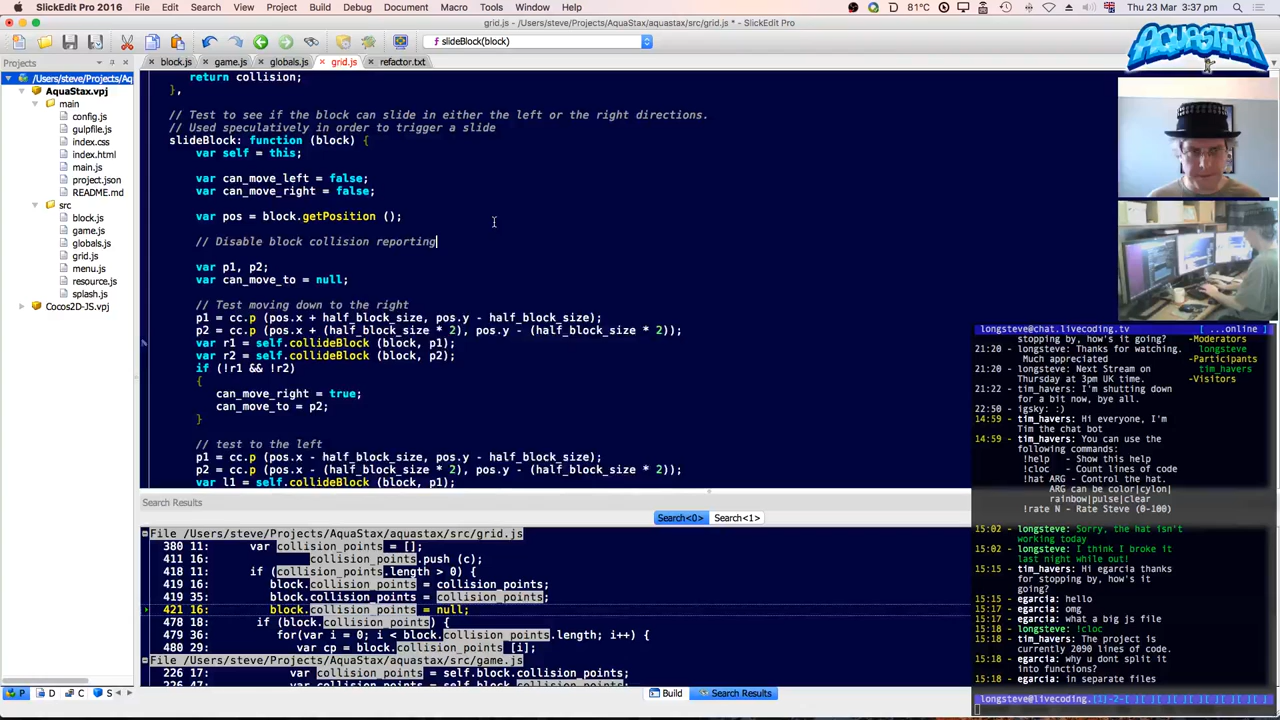 SlickEdit Pro 2016 File Edit Search View Project Build Debug Document Macro Tools Window Help
81°C Thu 23 Mar 3:37 pm
grid.js - /Users/steve/Projects/AquaStax/aquastax/src/grid.js * - SlickEdit Pro
slideBlock(block)
AQUASTAX
Projects
block.js game.js globals.js grid.js refactor.txt
/Users/steve/Projects/Aq
AquaStax.vpj
main
config.js
gulpfile.js
index.css
index.html
main.js
project.json
README.md
src
block.js
game.js
globals.js
grid.js
menu.js
resource.js
splash.js
Cocos2D-JS.vpj
return collision;
},
// Test to see if the block can slide in either the left or the right directions.
// Used speculatively in order to trigger a slide
slideBlock: function (block) {
var self = this;
var can_move_left = false;
var can_move_right = false;
var pos = block.getPosition ();
// Disable block collision reporting
var p1, p2;
var can_move_to = null;
// Test moving down to the right
p1 = cc.p (pos.x + half_block_size, pos.y - half_block_size);
p2 = cc.p (pos.x + (half_block_size * 2), pos.y - (half_block_size * 2);
var r1 = self.collideBlock (block, p1);
var r2 = self.collideBlock (block, p2);
if (!r1 && !r2)
{
can_move_right = true;
can_move_to = p2;
}
// test to the left
p1 = cc.p (pos.x - half_block_size, pos.y - half_block_size);
p2 = cc.p (pos.x - (half_block_size * 2), pos.y - (half_block_size * 2);
var l1 = self.collideBlock (block, p1);
Search Results
Search<0> Search<1>
File /Users/steve/Projects/AquaStax/aquastax/src/grid.js
380 11: var collision_points = [];
411 16: collision_points.push (c);
418 11: if (collision_points.length > 0) {
419 16: block.collision_points = collision_points;
419 35: block.collision_points = collision_points;
421 16: block.collision_points = null;
478 18: if (block.collision_points) {
479 36: for(var i = 0; i < block.collision_points.length; i++) {
480 29: var cp = block.collision_points [i];
File /Users/steve/Projects/AquaStax/aquastax/src/game.js
226 17: var collision_points = self.block.collision_points;
P D C S
Build Search Results
longsteve@chat.livecoding.tv [ ...online ]
stopping by, how's it going?
21:20 - longsteve: Thanks for watching. Much appreciated
21:20 - longsteve: Next Stream on Thursday at 3pm UK time.
21:22 - tim_havers: I'm shutting down for a bit now, bye all.
22:50 - igsky: :)
14:59 - tim_havers: Hi everyone, I'm Tim the chat bot
14:59 - tim_havers: You can use the following commands:
!help - Show this help
!cloc - Count lines of code
!hat ARG - Control the hat.
ARG can be color|cylon|
rainbow|pulse|clear
!rate N - Rate Steve (0-100)
15:02 - longsteve: Sorry, the hat isn't working today
15:02 - longsteve: I think I broke it last night while out!
15:15 - tim_havers: Hi egarcia thanks for stopping by, how's it going?
15:15 - egarcia: hello
15:17 - egarcia: omg
15:17 - egarcia: what a big js file
15:18 - longsteve: !cloc
15:18 - tim_havers: The project is currently 2090 lines of code.
15:18 - egarcia: why u dont split it into functions?
15:18 - egarcia: in separate files
-Moderators
longsteve
-Participants
tim_havers
-Visitors
longsteve@livecoding.